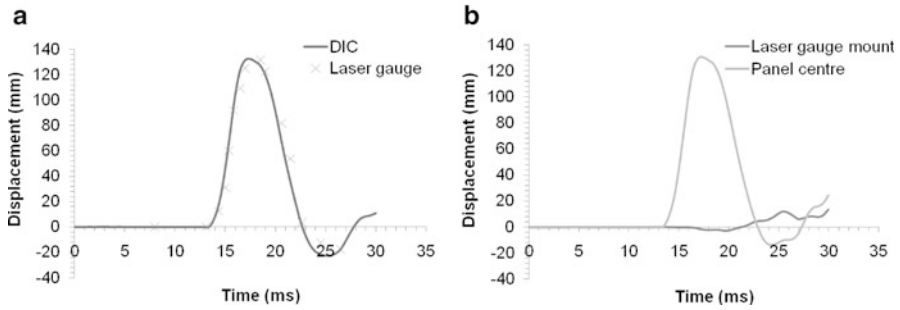 a
Displacement (mm)
140
120
100
80
60
40
20
0
-20
-40
0 5 10 15 20 25 30 35
Time (ms)
DIC
Laser gauge
b
Displacement (mm)
140
120
100
80
60
40
20
0
-20
-40
0 5 10 15 20 25 30 35
Time (ms)
Laser gauge mount
Panel centre